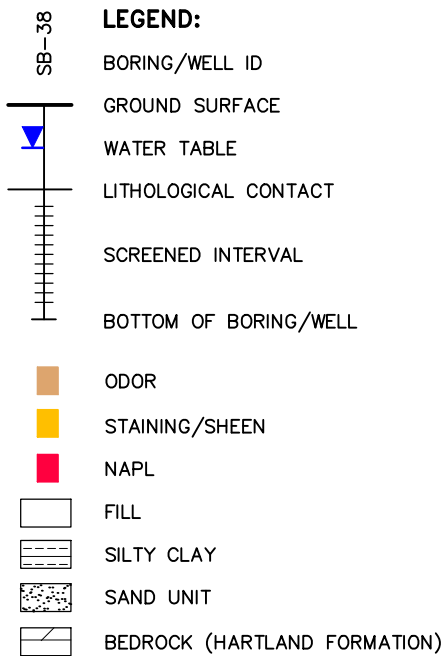 SB-38
LEGEND:
BORING/WELL ID
GROUND SURFACE
WATER TABLE
LITHOLOGICAL CONTACT
SCREENED INTERVAL
BOTTOM OF BORING/WELL
ODOR
STAINING/SHEEN
NAPL
FILL
SILTY CLAY
SAND UNIT
BEDROCK (HARTLAND FORMATION)